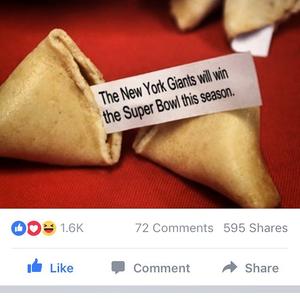 The New York Giants will win
the Super Bowl this season.
1.6K 72 Comments 595 Shares
Like Comment Share